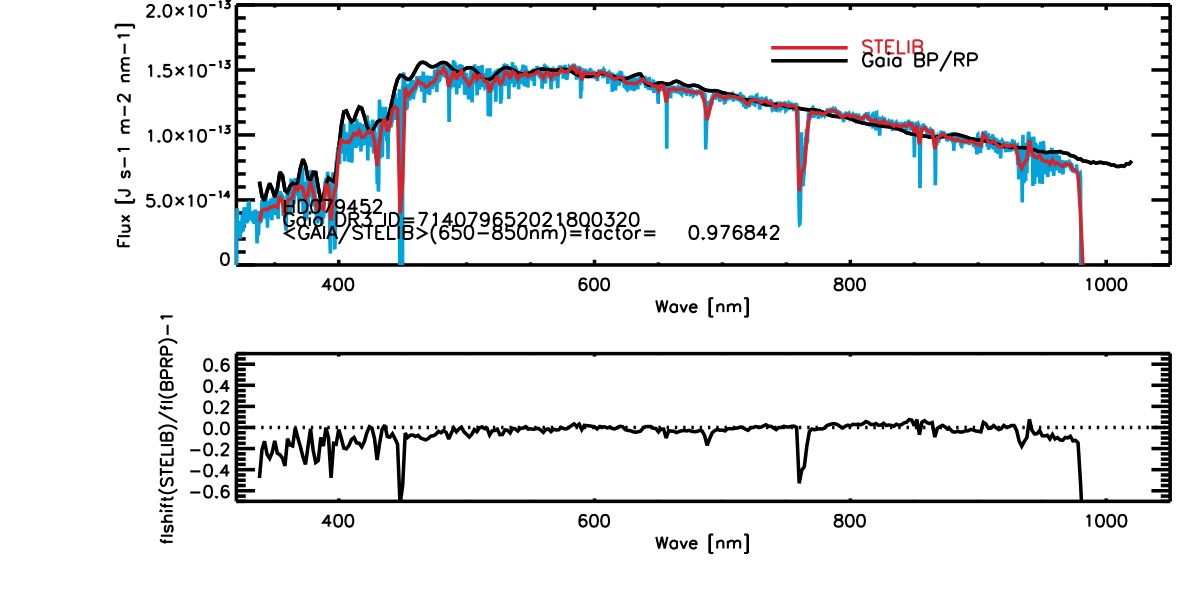 2.0×10−13
1.5×10−13
1.0×10−13
5.0×10−14
0
Flux [J s−1 m−2 nm−1]
STELIB
Gaia BP/RP
HD079452
Gaia DR3 ID=714079652021800320
<GAIA/STELIB>(650−850nm)=factor= 0.976842
400 600 800 1000
Wave [nm]
flshift(STELIB)/fl(BPRP)−1
0.6
0.4
0.2
0.0
−0.2
−0.4
−0.6
400 600 800 1000
Wave [nm]